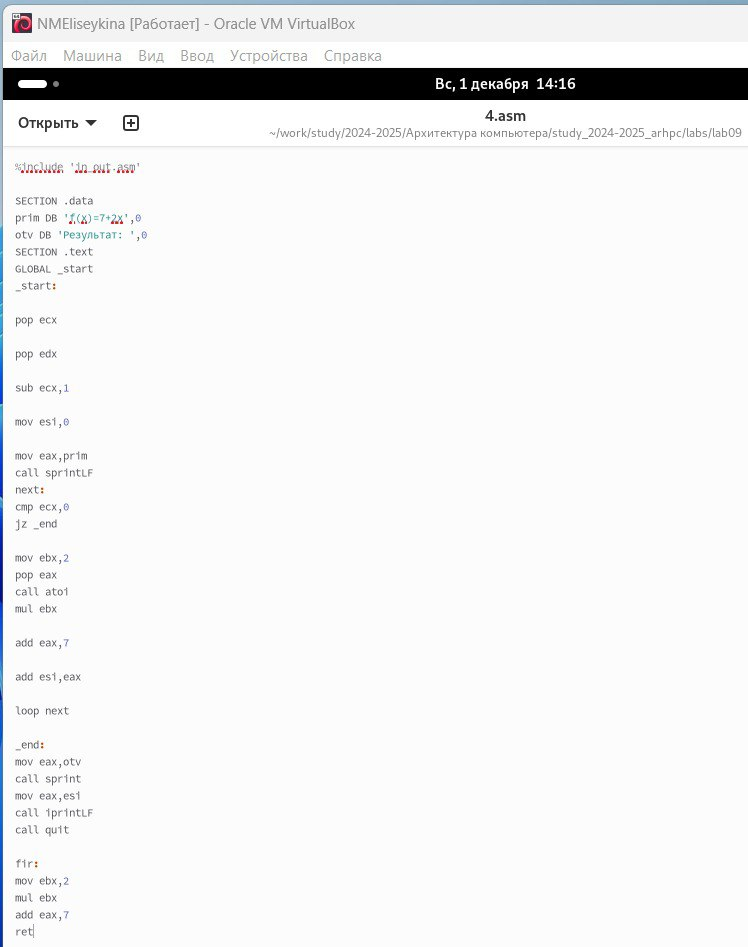 NMEliseykina [Работает] - Oracle VM VirtualBox
Файл Машина Вид Ввод Устройства Справка
Вс, 1 декабря 14:16
Открыть
4.asm
~/work/study/2024-2025/Архитектура компьютера/study_2024-2025_arhpc/labs/lab09
%include 'in_out.asm'
SECTION .data
prim DB 'f(x)=7+2x',0
otv DB 'Результат: ',0
SECTION .text
GLOBAL _start
_start:
pop ecx
pop edx
sub ecx,1
mov esi,0
mov eax,prim
call sprintLF
next:
cmp ecx,0
jz _end
mov ebx,2
pop eax
call atoi
mul ebx
add eax,7
add esi,eax
loop next
_end:
mov eax,otv
call sprint
mov eax,esi
call iprintLF
call quit
fir:
mov ebx,2
mul ebx
add eax,7
ret